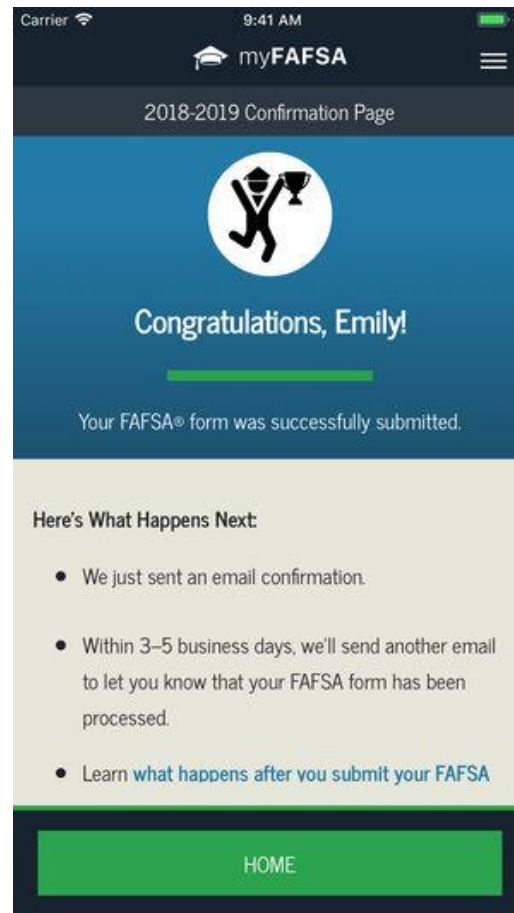 Carrier 9:41 AM
myFAFSA
2018-2019 Confirmation Page
Congratulations, Emily!
Your FAFSA® form was successfully submitted.
Here's What Happens Next:
• We just sent an email confirmation.
• Within 3–5 business days, we'll send another email
to let you know that your FAFSA form has been
processed.
• Learn what happens after you submit your FAFSA
HOME